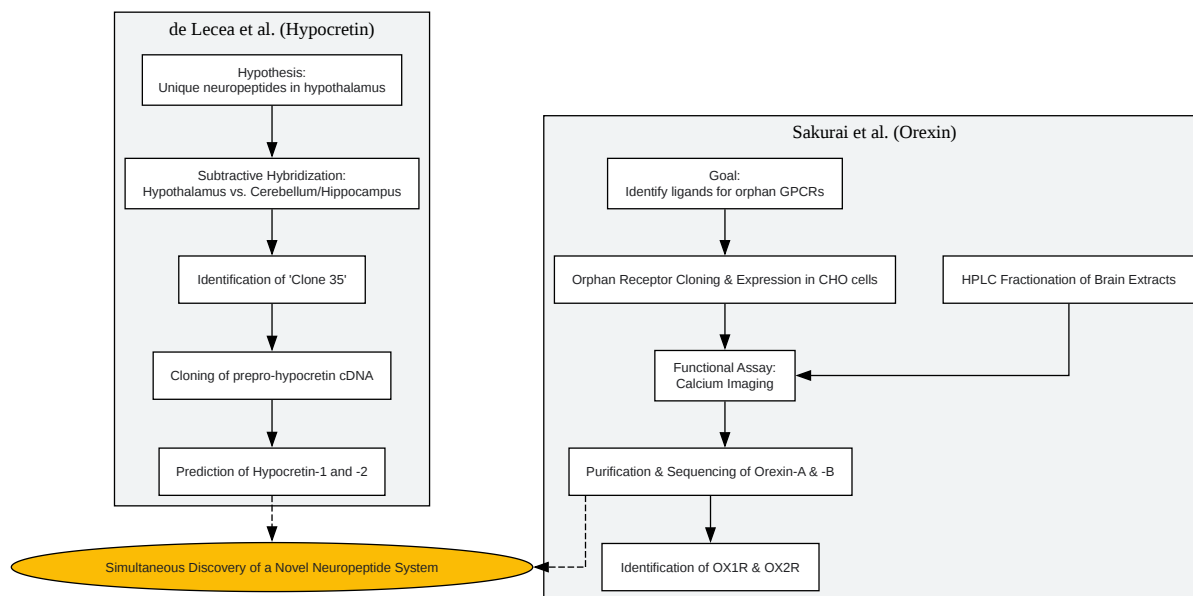 de Lecea et al. (Hypocretin)
Hypothesis:
Unique neuropeptides in hypothalamus
Subtractive Hybridization:
Hypothalamus vs. Cerebellum/Hippocampus
Identification of 'Clone 35'
Cloning of prepro-hypocretin cDNA
Prediction of Hypocretin-1 and -2
Sakurai et al. (Orexin)
Goal:
Identify ligands for orphan GPCRs
Orphan Receptor Cloning & Expression in CHO cells
HPLC Fractionation of Brain Extracts
Functional Assay:
Calcium Imaging
Purification & Sequencing of Orexin-A & -B
Identification of OX1R & OX2R
Simultaneous Discovery of a Novel Neuropeptide System